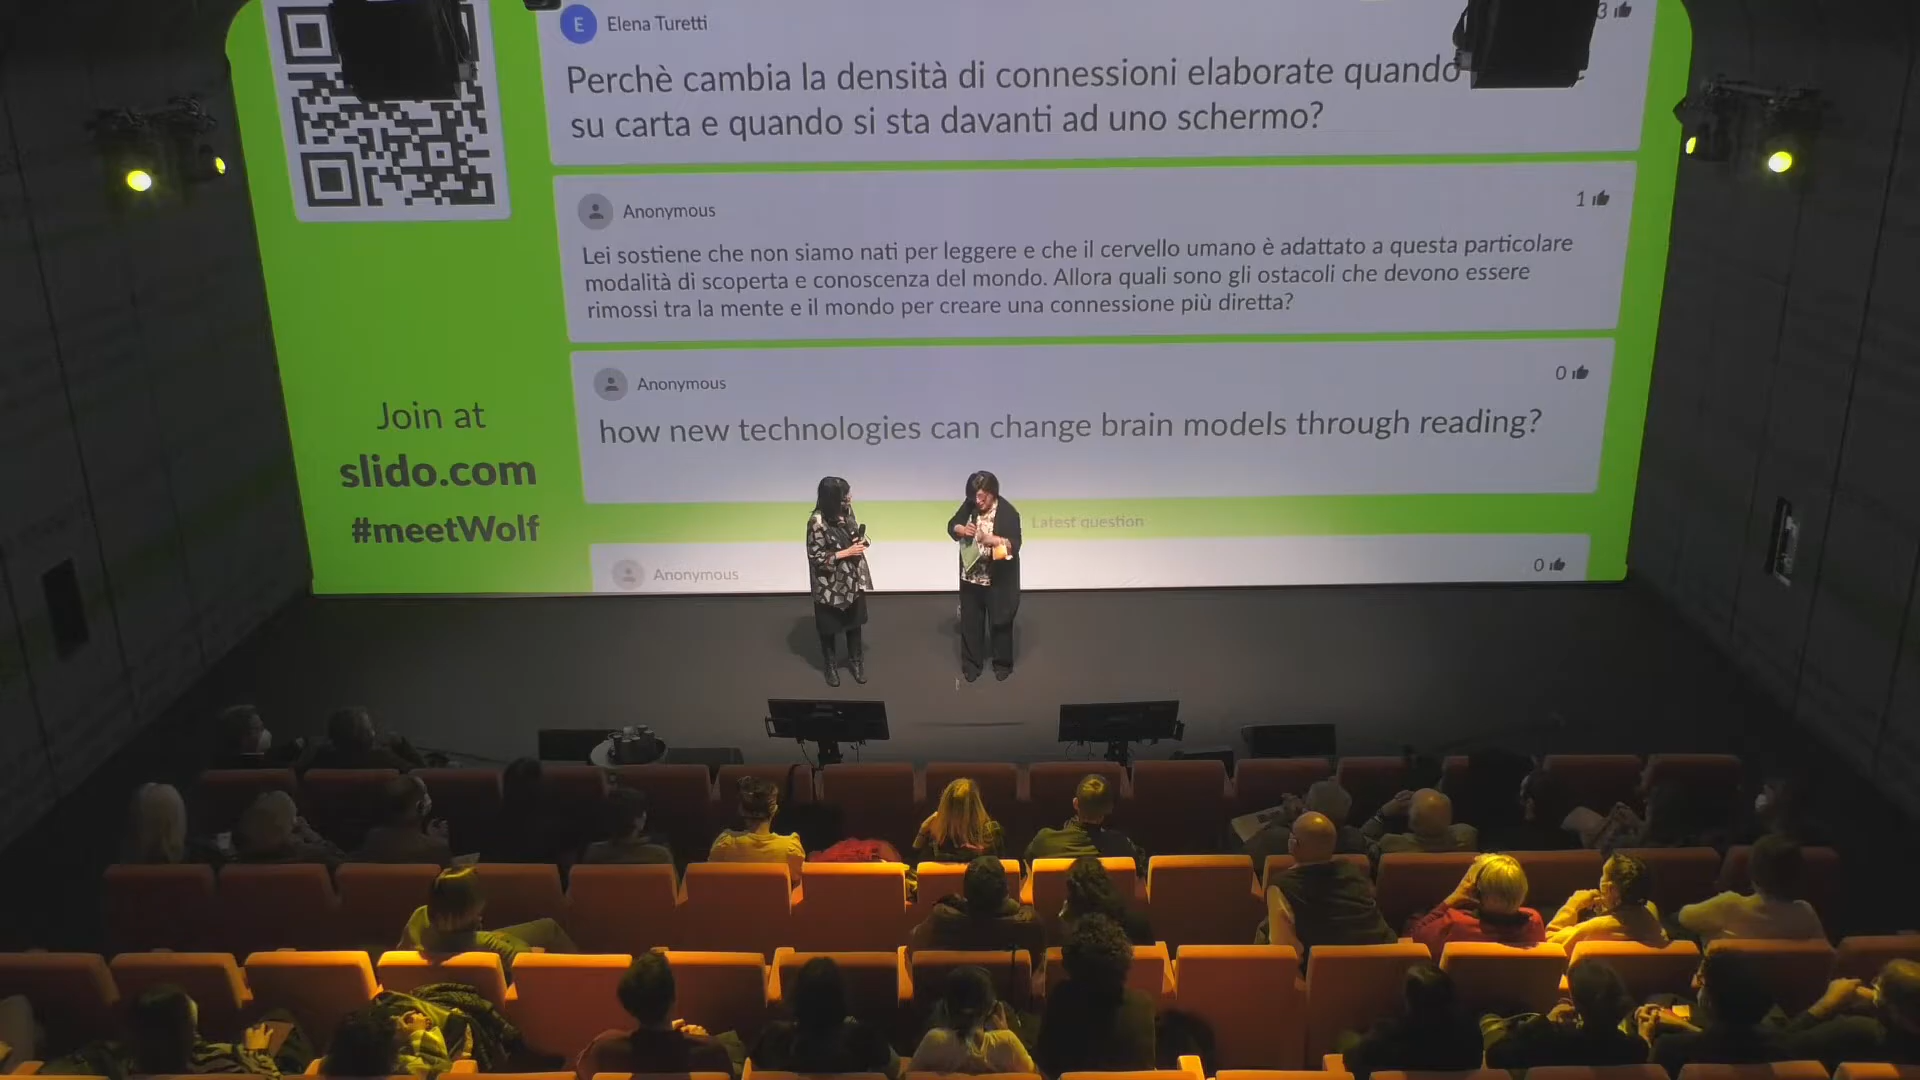 E Elena Turetti
3
Perchè cambia la densità di connessioni elaborate quando
su carta e quando si sta davanti ad uno schermo?
Anonymous
1
Lei sostiene che non siamo nati per leggere e che il cervello umano è adattato a questa particolare
modalità di scoperta e conoscenza del mondo. Allora quali sono gli ostacoli che devono essere
rimossi tra la mente e il mondo per creare una connessione più diretta?
Anonymous
0
how new technologies can change brain models through reading?
Latest question
Anonymous
0
Join at
slido.com
#meetWolf